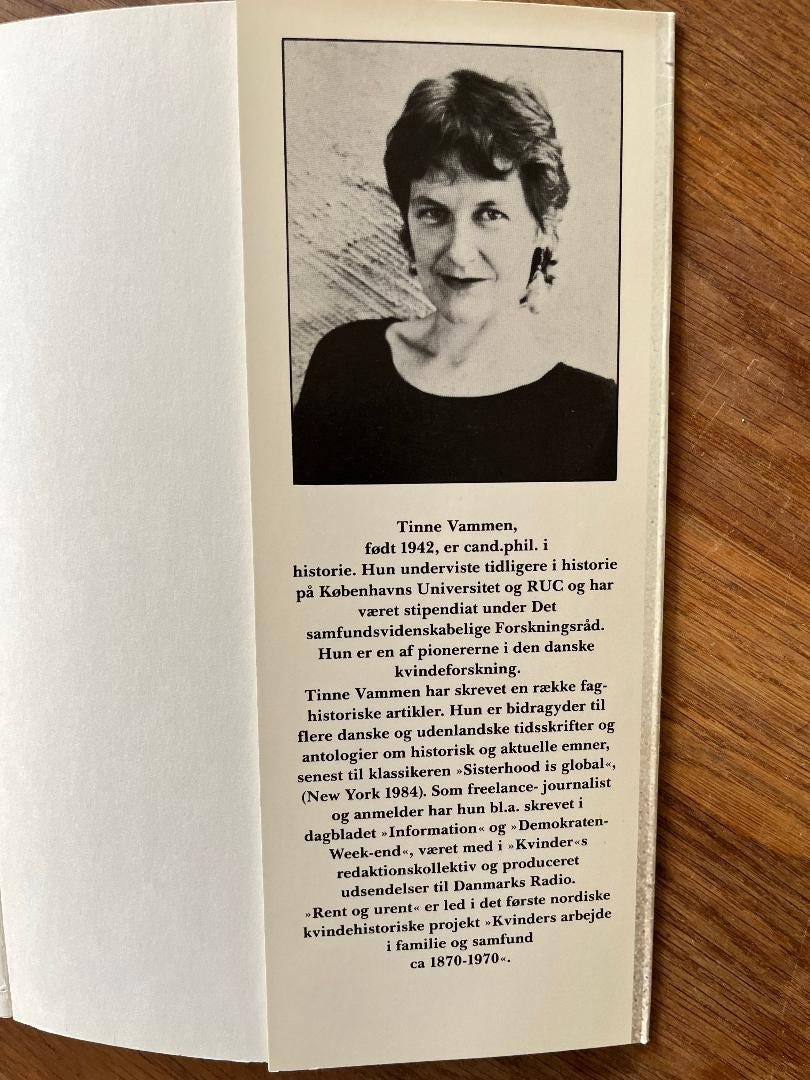 Tinne Vammen,
født 1942, er cand.phil. i
historie. Hun underviste tidligere i historie
på Københavns Universitet og RUC og har
været stipendiat under Det
samfundsvidenskabelige Forskningsråd.
Hun er en af pionererne i den danske
kvindeforskning.
Tinne Vammen har skrevet en række fag-
historiske artikler. Hun er bidragyder til
flere danske og udenlandske tidsskrifter og
antologier om historisk og aktuelle emner,
senest til klassikeren »Sisterhood is global«,
(New York 1984). Som freelance-journalist
og anmelder har hun bl.a. skrevet i
dagbladet »Information« og »Demokraten-
Week-end«, været med i »Kvinder«s
redaktionskollektiv og produceret
udsendelser til Danmarks Radio.
»Rent og urent« er led i det første nordiske
kvindehistoriske projekt »Kvinders arbejde
i familie og samfund
ca 1870-1970«.